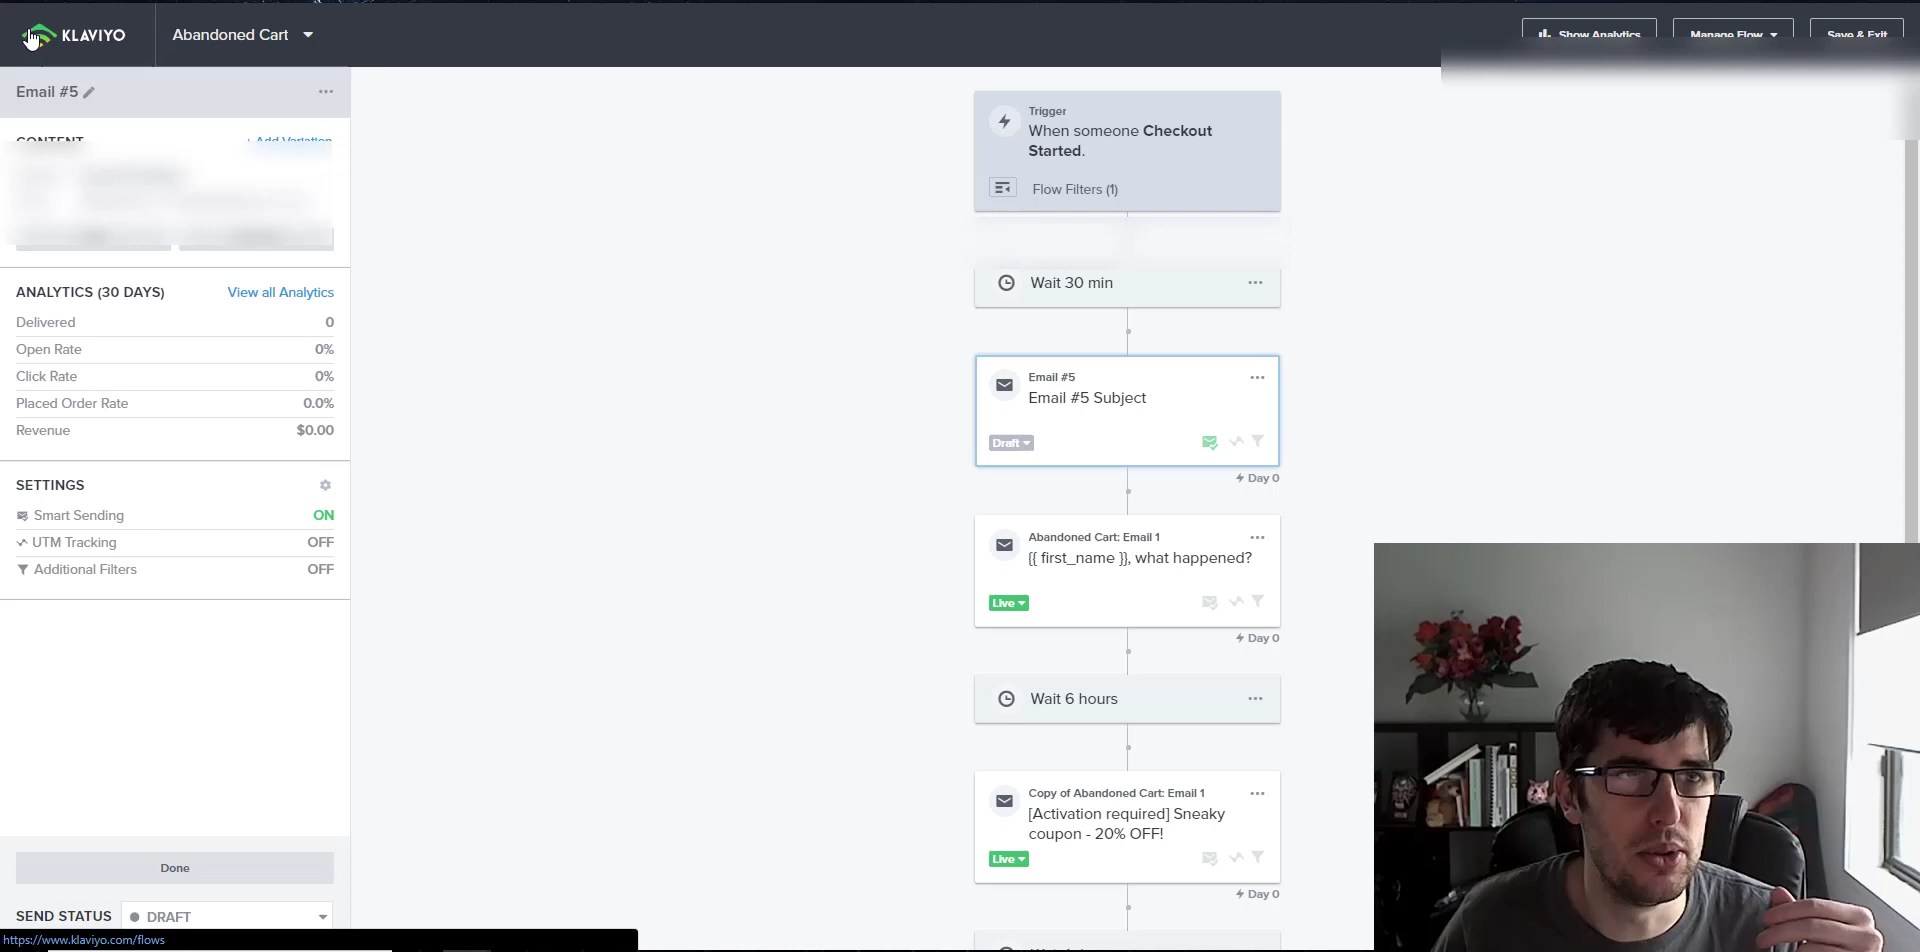 KLAVIYO
Abandoned Cart
Show Analytics
Manage Flow
Save & Exit
Email #5
CONTENT
+ Add Variation
ANALYTICS (30 DAYS)
View all Analytics
Delivered
0
Open Rate
0%
Click Rate
0%
Placed Order Rate
0.0%
Revenue
$0.00
SETTINGS
Smart Sending
ON
UTM Tracking
OFF
Additional Filters
OFF
Done
SEND STATUS
DRAFT
https://www.klaviyo.com/flows
Trigger
When someone Checkout
Started.
Flow Filters (1)
Wait 30 min
Email #5
Email #5 Subject
Draft
Day 0
Abandoned Cart: Email 1
{{ first_name }}, what happened?
Live
Day 0
Wait 6 hours
Copy of Abandoned Cart: Email 1
[Activation required] Sneaky
coupon - 20% OFF!
Live
Day 0